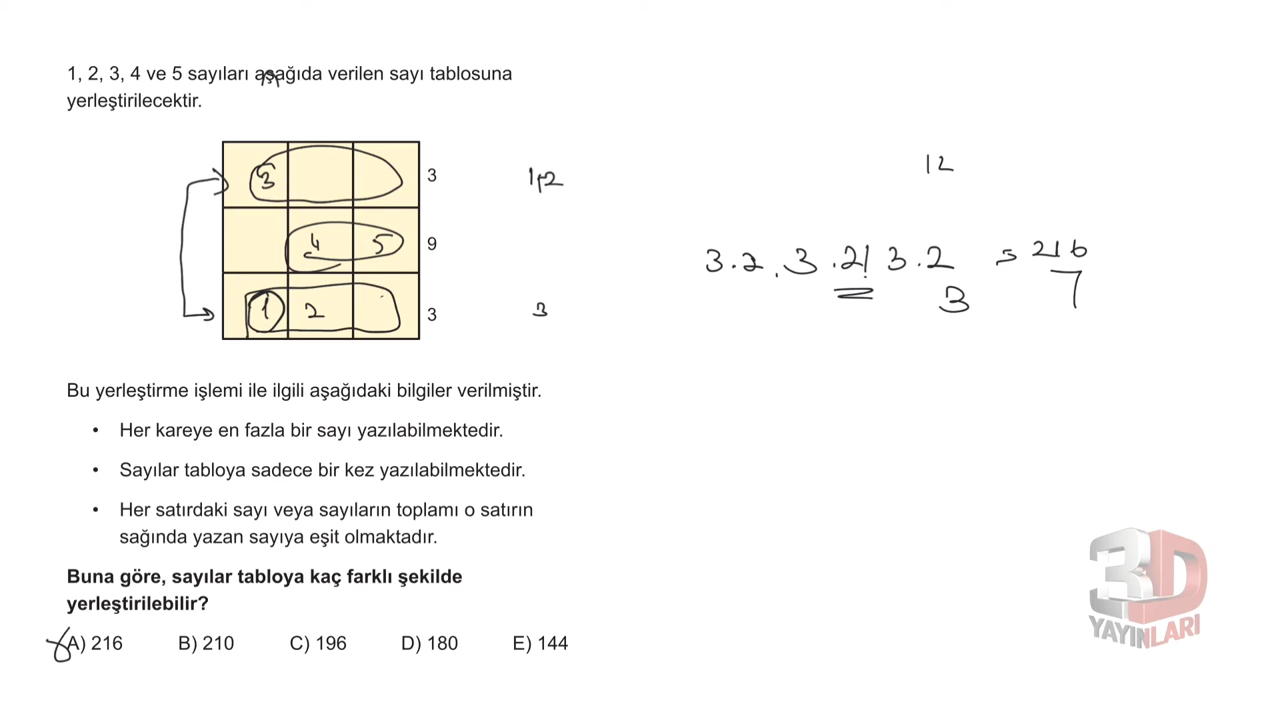 1, 2, 3, 4 ve 5 sayıları aşağıda verilen sayı tablosuna
yerleştirilecektir.
3 3 1,2
4 5 9
1 2 3 3
12
3.2.3.2! 3.2 = 216
3
Bu yerleştirme işlemi ile ilgili aşağıdaki bilgiler verilmiştir.
• Her kareye en fazla bir sayı yazılabilmektedir.
• Sayılar tabloya sadece bir kez yazılabilmektedir.
• Her satırdaki sayı veya sayıların toplamı o satırın
sağında yazan sayıya eşit olmaktadır.
Buna göre, sayılar tabloya kaç farklı şekilde
yerleştirilebilir?
A) 216 B) 210 C) 196 D) 180 E) 144
3D
YAYINLARI